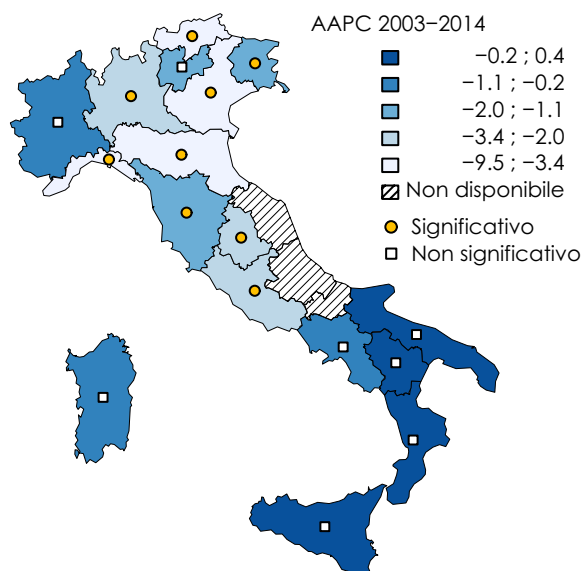 AAPC 2003−2014
−0.2 ; 0.4
−1.1 ; −0.2
−2.0 ; −1.1
−3.4 ; −2.0
−9.5 ; −3.4
Non disponibile
Significativo
Non significativo